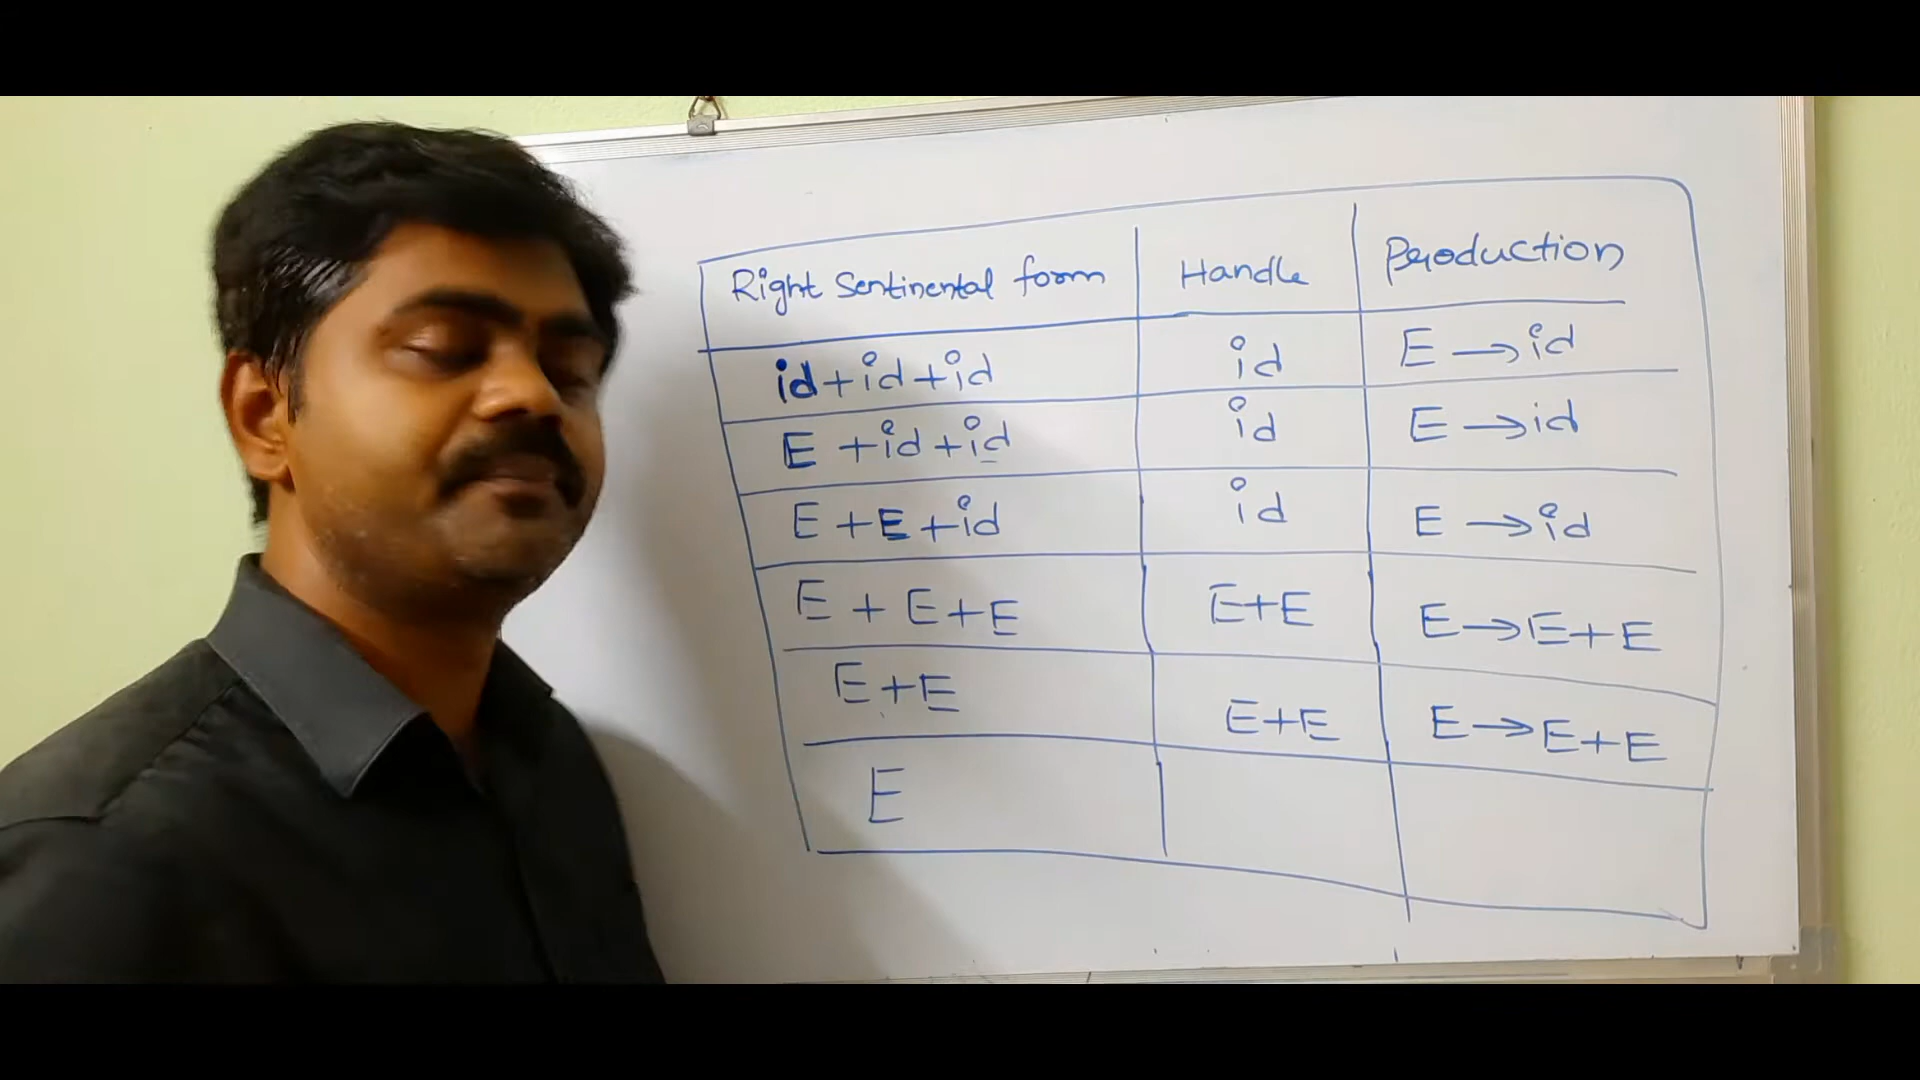 Right Sentinental form Handle Production
id+id+id id E→id
E+id+id id E→id
E+E+id id E→id
E+E+E E+E E→E+E
E+E E+E E→E+E
E